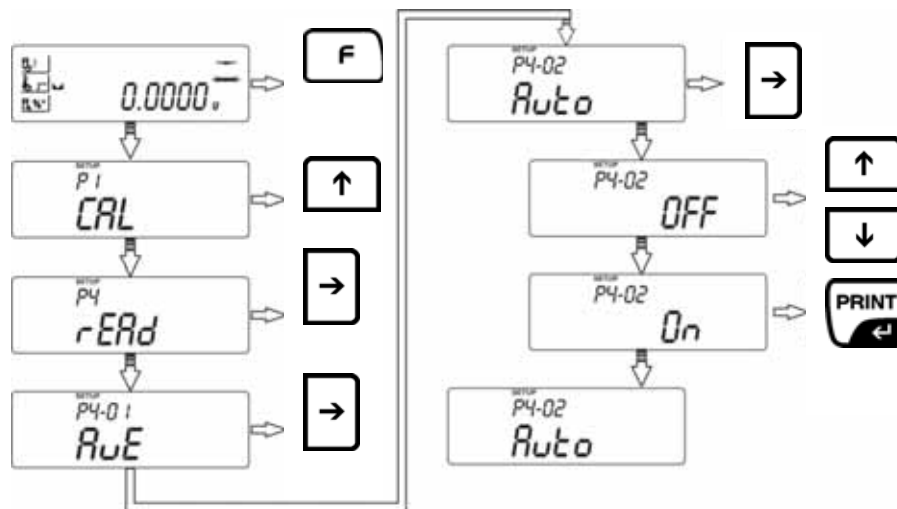 F
0.0000
SETUP
P1
CAL
SETUP
P4
rEAd
SETUP
P4-01
AuE
SETUP
P4-02
Auto
SETUP
P4-02
OFF
SETUP
P4-02
On
PRINT
SETUP
P4-02
Auto